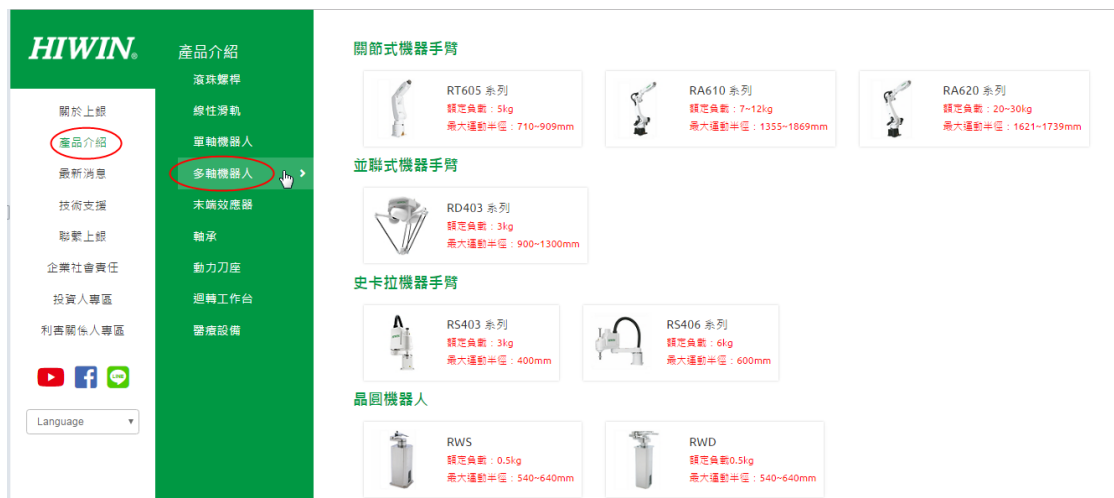 HIWIN®
關於上銀
產品介紹
最新消息
技術支援
聯繫上銀
企業社會責任
投資人專區
利害關係人專區
LINE
Language
產品介紹
滾珠螺桿
線性滑軌
單軸機器人
多軸機器人
末端效應器
軸承
動力刀座
迴轉工作台
醫療設備
關節式機器手臂
RT605 系列
額定負載：5kg
最大運動半徑：710~909mm
RA610 系列
額定負載：7~12kg
最大運動半徑：1355~1869mm
RA620 系列
額定負載：20~30kg
最大運動半徑：1621~1739mm
並聯式機器手臂
RD403 系列
額定負載：3kg
最大運動半徑：900~1300mm
史卡拉機器手臂
RS403 系列
額定負載：3kg
最大運動半徑：400mm
RS406 系列
額定負載：6kg
最大運動半徑：600mm
晶圓機器人
RWS
額定負載：0.5kg
最大運動半徑：540~640mm
RWD
額定負載0.5kg
最大運動半徑：540~640mm